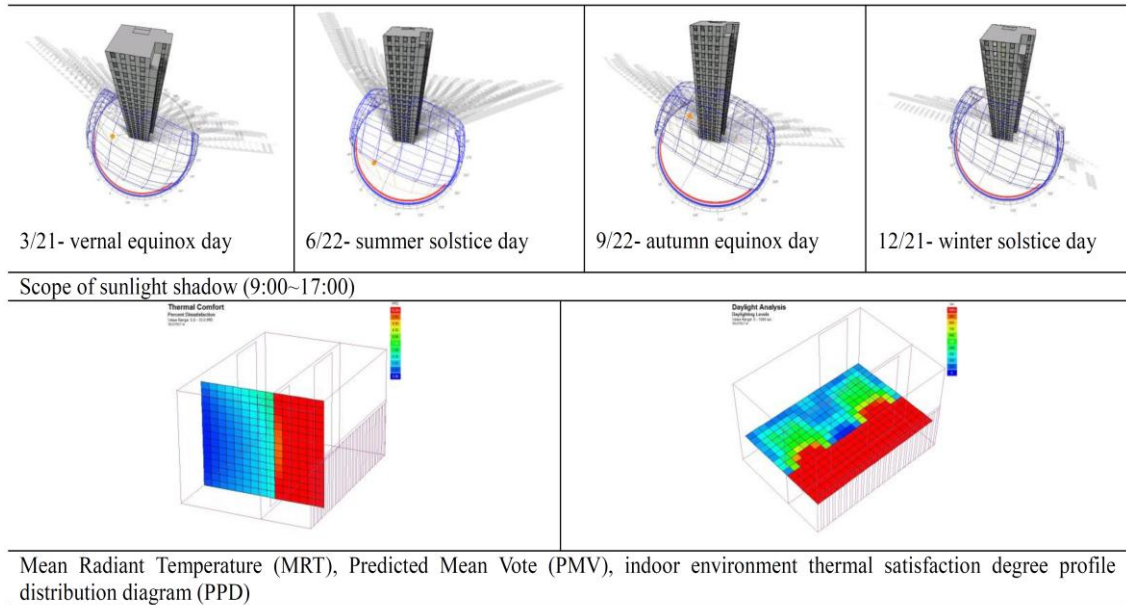 3/21- vernal equinox day
6/22- summer solstice day
9/22- autumn equinox day
12/21- winter solstice day
Scope of sunlight shadow (9:00~17:00)
Thermal Comfort
Percent Dissatisfaction
Daylight Analysis
Daylighting Levels
Mean Radiant Temperature (MRT), Predicted Mean Vote (PMV), indoor environment thermal satisfaction degree profile
distribution diagram (PPD)